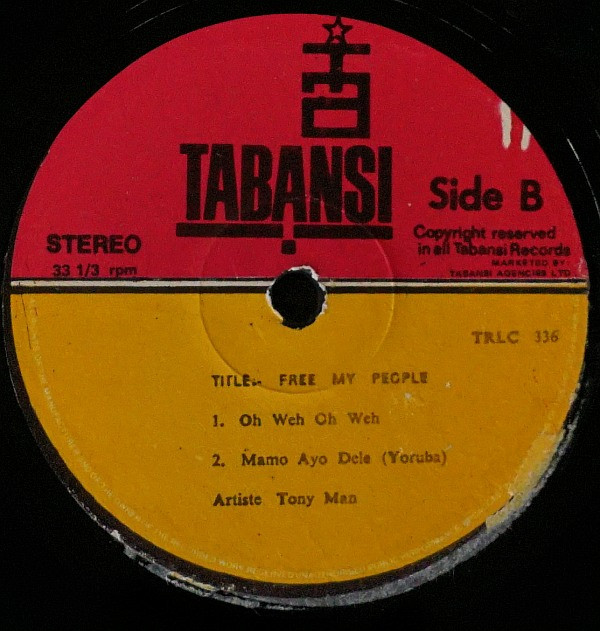 TABANSI
Side B
STEREO
33 1/3 rpm
Copyright reserved
in all Tabansi Records
MARKETED BY:
TABANSI AGENCIES LTD
TRLC 336
TITLE:- FREE MY PEOPLE
1. Oh Weh Oh Weh
2. Mamo Ayo Dele (Yoruba)
Artiste Tony Man